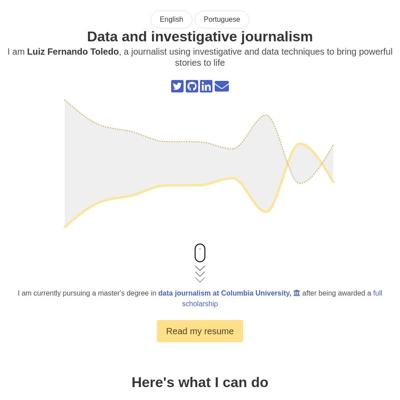 English Portuguese
Data and investigative journalism
I am Luiz Fernando Toledo, a journalist using investigative and data techniques to bring powerful
stories to life
I am currently pursuing a master's degree in data journalism at Columbia University, after being awarded a full
scholarship
Read my resume
Here's what I can do